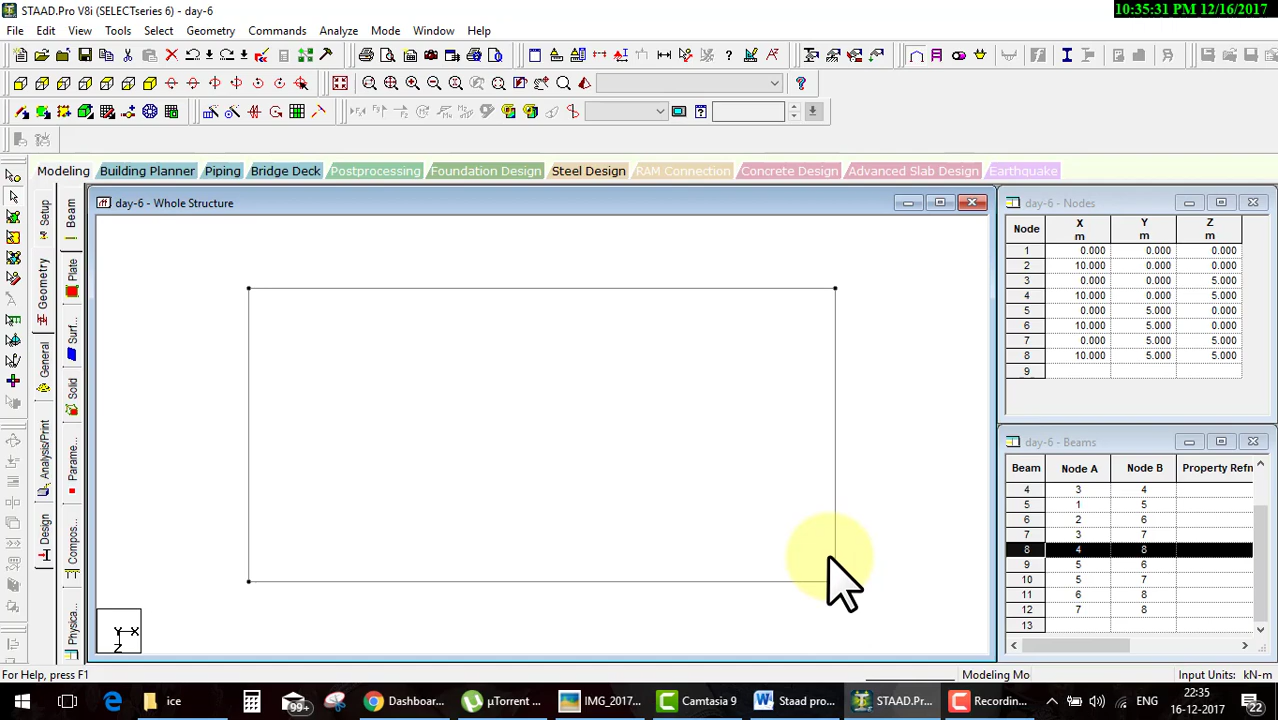 STAAD.Pro V8i (SELECTseries 6) - day-6
10:35:31 PM 12/16/2017
File Edit View Tools Select Geometry Commands Analyze Mode Window Help
Modeling Building Planner Piping Bridge Deck Postprocessing Foundation Design Steel Design RAM Connection Concrete Design Advanced Slab Design Earthquake
Setup
Geometry
General
Analysis/Print
Design
Beam
Plate
Surf...
Solid
Parame...
Compos...
Physica...
day-6 - Whole Structure
Y X
Z
day-6 - Nodes
Node X m Y m Z m
1 0.000 0.000 0.000
2 10.000 0.000 0.000
3 0.000 0.000 5.000
4 10.000 0.000 5.000
5 0.000 5.000 0.000
6 10.000 5.000 0.000
7 0.000 5.000 5.000
8 10.000 5.000 5.000
9
day-6 - Beams
Beam Node A Node B Property Refn
4 3 4
5 1 5
6 2 6
7 3 7
8 4 8
9 5 6
10 5 7
11 6 8
12 7 8
13
For Help, press F1
Modeling Mo
Input Units: kN-m
ice
99+
Dashboar...
µTorrent ...
IMG_2017...
Camtasia 9
Staad pro...
STAAD.Pr...
Recordin...
ENG
22:35
16-12-2017
22